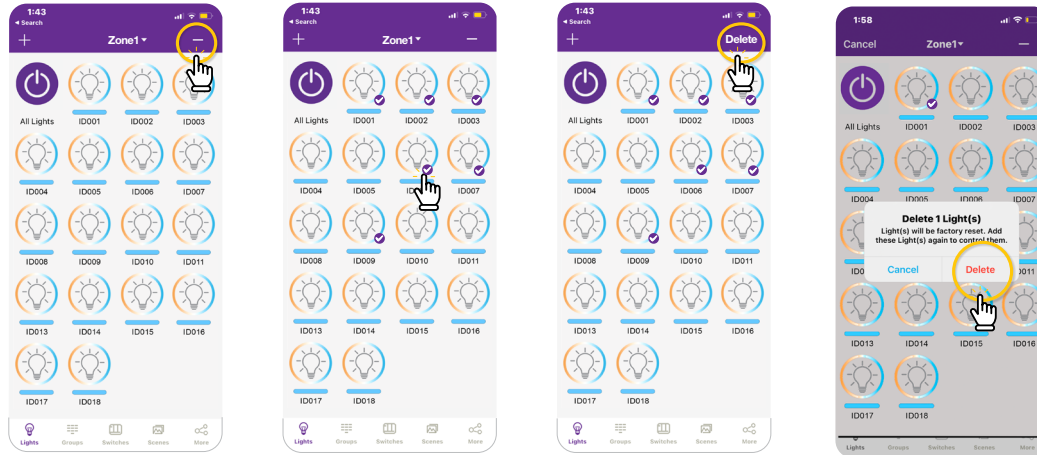 1:43
◄ Search
Zone1 ▾
All Lights ID001 ID002 ID003
ID004 ID005 ID006 ID007
ID008 ID009 ID010 ID011
ID013 ID014 ID015 ID016
ID017 ID018
Lights Groups Switches Scenes More
1:43
◄ Search
Zone1 ▾
All Lights ID001 ID002 ID003
ID004 ID005 ID007
ID008 ID009 ID010 ID011
ID013 ID014 ID015 ID016
ID017 ID018
Lights Groups Switches Scenes More
1:43
◄ Search
Delete
All Lights ID001 ID002 ID003
ID004 ID005 ID006 ID007
ID008 ID009 ID010 ID011
ID013 ID014 ID015 ID016
ID017 ID018
Lights Groups Switches Scenes More
1:58
Cancel Zone1 ▾
All Lights ID001 ID002 ID003
ID004 ID005 ID006 ID007
Delete 1 Light(s)
Light(s) will be factory reset. Add
these Light(s) again to control them.
Cancel Delete
ID013 ID014 ID015 ID016
ID017 ID018
Lights Groups Switches Scenes More